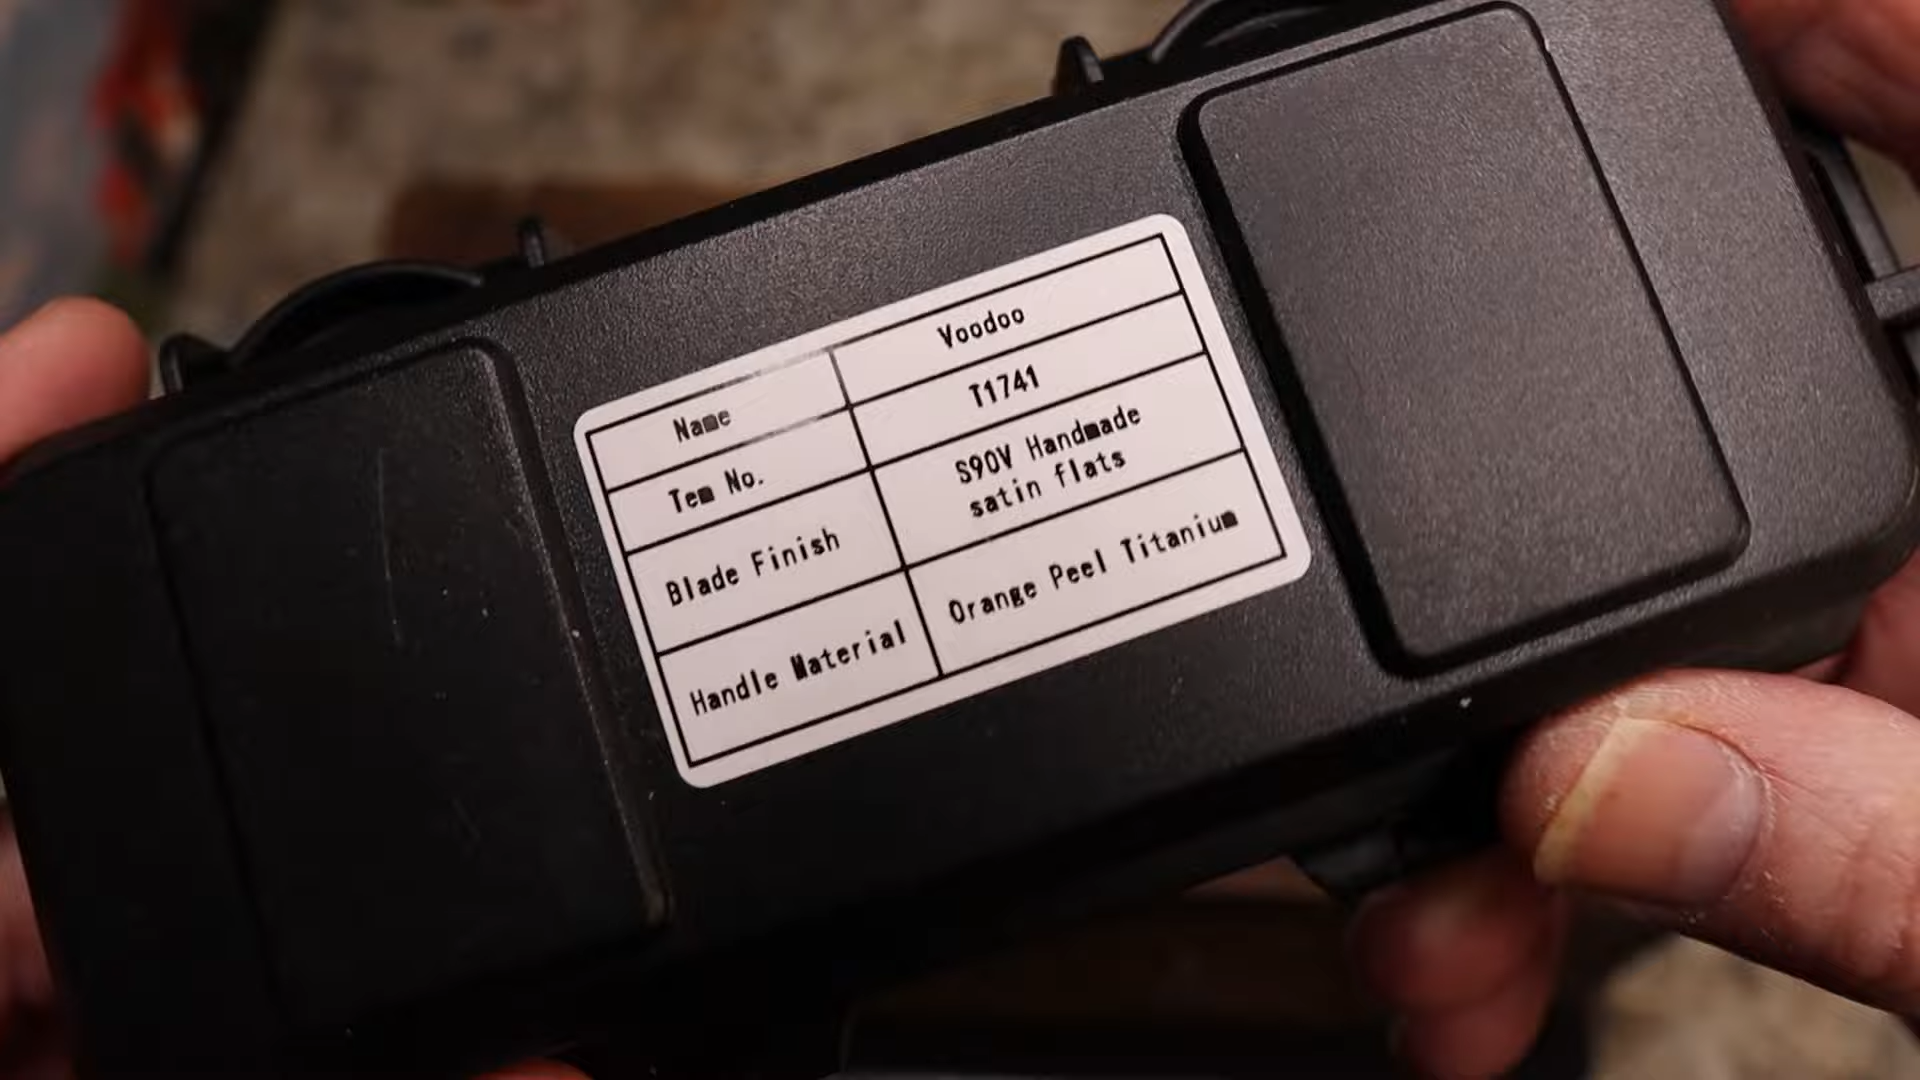 Name Voodoo
Tem No. T1741
Blade Finish S90V Handmade
satin flats
Handle Material Orange Peel Titanium